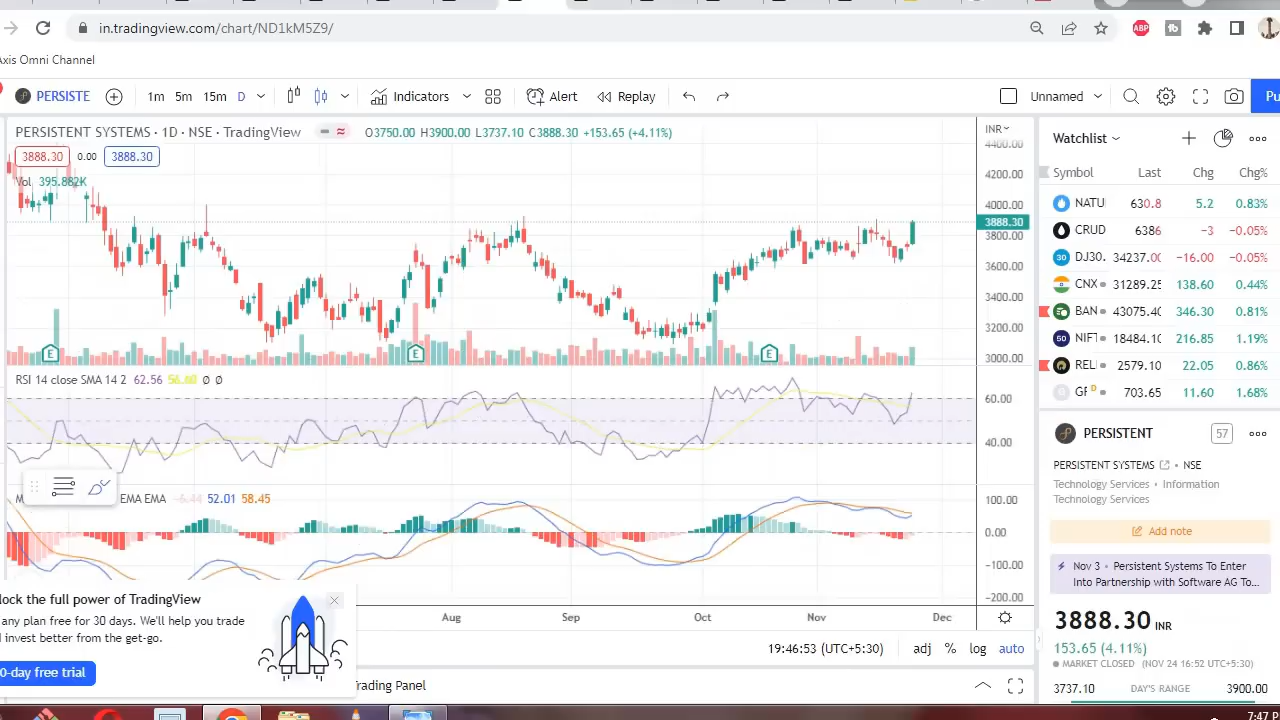 in.tradingview.com/chart/ND1kM5Z9/
ABP
Axis Omni Channel
PERSISTE 1m 5m 15m D Indicators Alert Replay Unnamed Pu
PERSISTENT SYSTEMS · 1D · NSE · TradingView O3750.00 H3900.00 L3737.10 C3888.30 +153.65 (+4.11%)
INR
3888.30 0.00 3888.30
Vol 395.882K
4400.00
4200.00
4000.00
3888.30
3800.00
3600.00
3400.00
3200.00
3000.00
E E E
RSI 14 close SMA 14 2 62.56 56.60 Ø Ø
60.00
40.00
EMA EMA −6.44 52.01 58.45
100.00
0.00
−100.00
−200.00
Aug Sep Oct Nov Dec
19:46:53 (UTC+5:30) adj % log auto
lock the full power of TradingView
any plan free for 30 days. We'll help you trade
invest better from the get-go.
0-day free trial
Trading Panel
Watchlist
Symbol Last Chg Chg%
NATU 630.8 5.2 0.83%
CRUD 6386 −3 −0.05%
30 DJ30. 34237.00 −16.00 −0.05%
CNX 31289.25 138.60 0.44%
BAN 43075.40 346.30 0.81%
50 NIFT 18484.10 216.85 1.19%
RELI 2579.10 22.05 0.86%
GF D 703.65 11.60 1.68%
PERSISTENT 57
PERSISTENT SYSTEMS • NSE
Technology Services • Information
Technology Services
Add note
Nov 3 • Persistent Systems To Enter
Into Partnership with Software AG To...
3888.30 INR
153.65 (4.11%)
MARKET CLOSED (NOV 24 16:52 UTC+5:30)
3737.10 DAY'S RANGE 3900.00
7:47 P